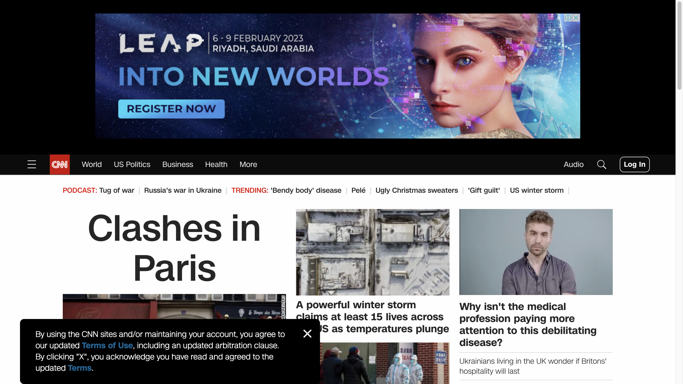 LEAP 6 - 9 FEBRUARY 2023
RIYADH, SAUDI ARABIA
INTO NEW WORLDS
REGISTER NOW
CNN World US Politics Business Health More Audio Log In
PODCAST: Tug of war Russia's war in Ukraine TRENDING: 'Bendy body' disease Pelé Ugly Christmas sweaters 'Gift guilt' US winter storm
Clashes in
Paris
A powerful winter storm
claims at least 15 lives across
US as temperatures plunge
Why isn't the medical
profession paying more
attention to this debilitating
disease?
Ukrainians living in the UK wonder if Britons'
hospitality will last
By using the CNN sites and/or maintaining your account, you agree to
our updated Terms of Use, including an updated arbitration clause.
By clicking "X", you acknowledge you have read and agreed to the
updated Terms.